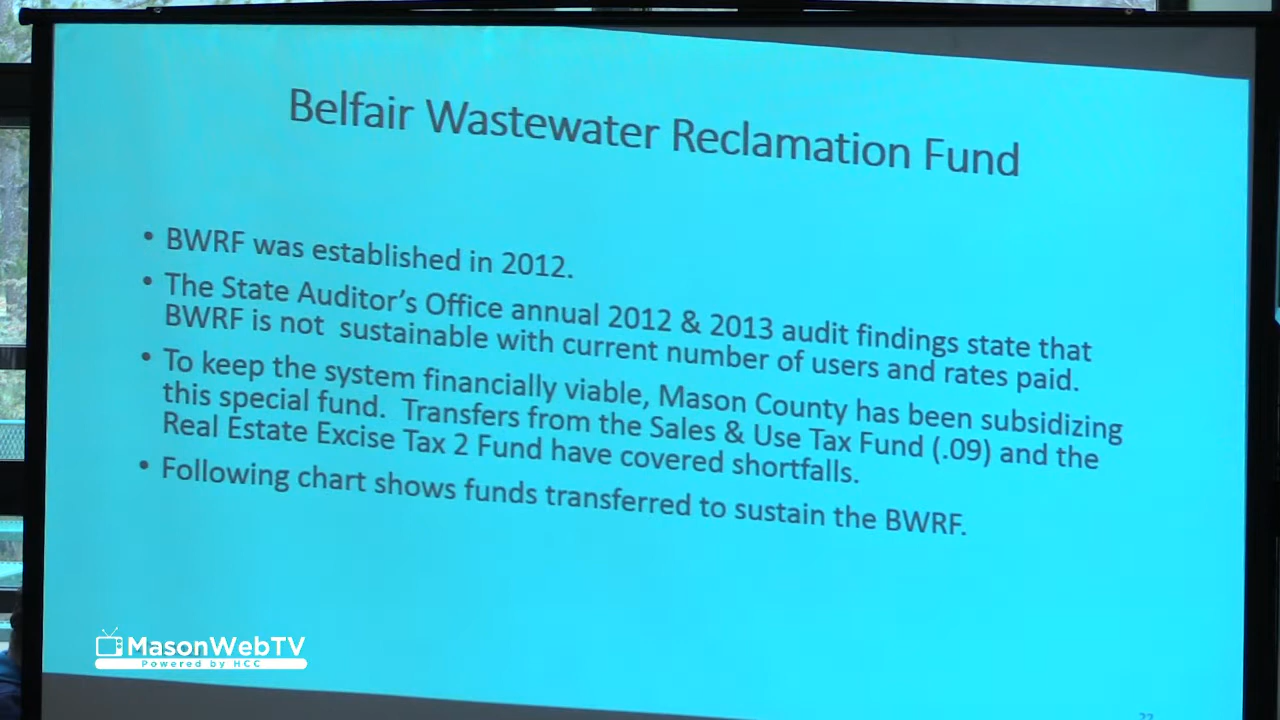 Belfair Wastewater Reclamation Fund
• BWRF was established in 2012.
• The State Auditor's Office annual 2012 & 2013 audit findings state that
BWRF is not sustainable with current number of users and rates paid.
• To keep the system financially viable, Mason County has been subsidizing
this special fund. Transfers from the Sales & Use Tax Fund (.09) and the
Real Estate Excise Tax 2 Fund have covered shortfalls.
• Following chart shows funds transferred to sustain the BWRF.
MasonWebTV
Powered by HCC